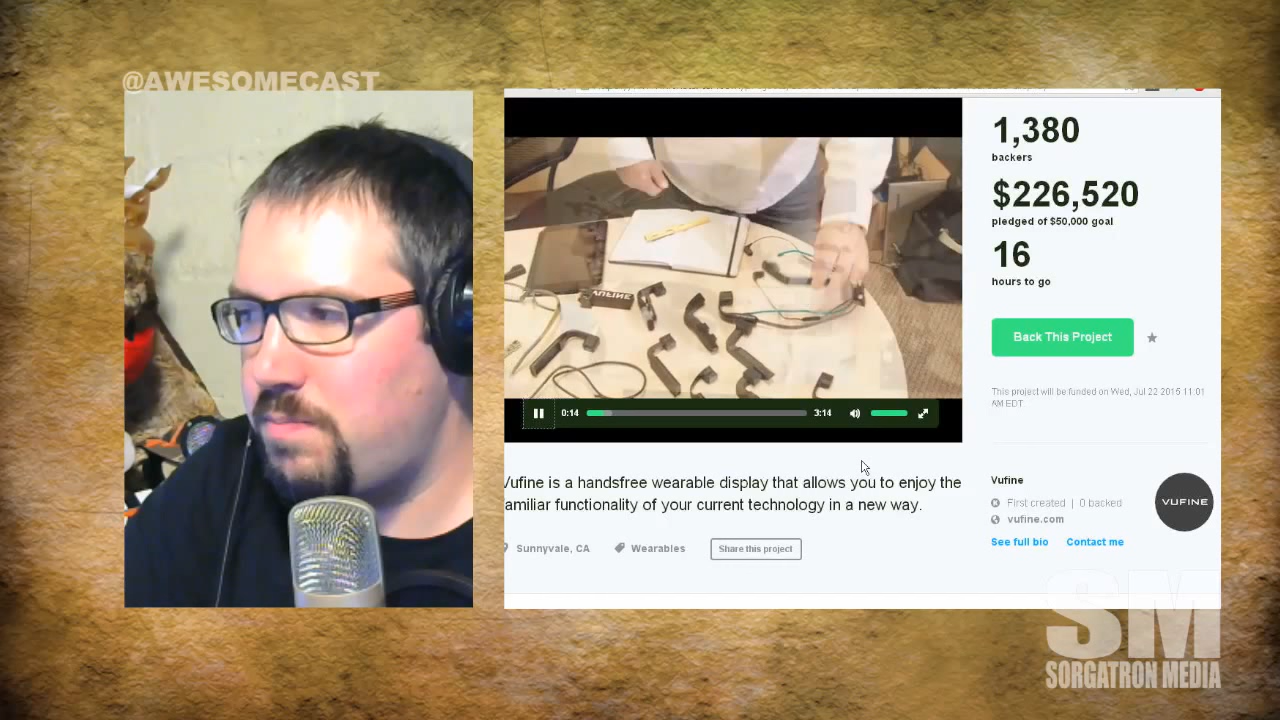 @AWESOMECAST
1,380
backers
$226,520
pledged of $50,000 goal
16
hours to go
Back This Project
This project will be funded on Wed, Jul 22 2015 11:01
AM EDT
VUFINE
0:14
3:14
Vufine is a handsfree wearable display that allows you to enjoy the
familiar functionality of your current technology in a new way.
Sunnyvale, CA
Wearables
Share this project
Vufine
First created | 0 backed
vufine.com
See full bio
Contact me
VUFINE
SM
SORGATRON MEDIA